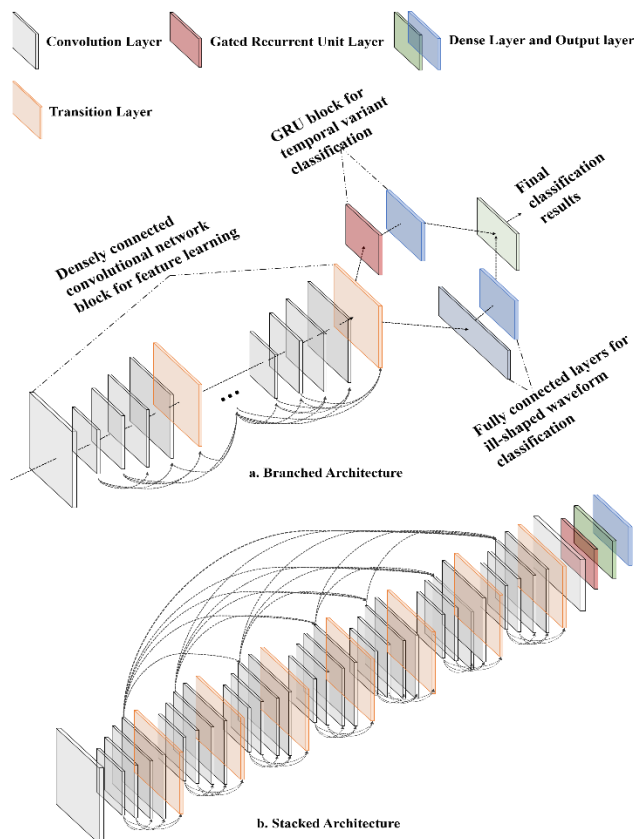 Convolution Layer
Gated Recurrent Unit Layer
Dense Layer and Output layer
Transition Layer
GRU block for
temporal variant
classification
Final
classification
results
Densely connected
convolutional network
block for feature learning
Fully connected layers for
ill-shaped waveform
classification
a. Branched Architecture
b. Stacked Architecture